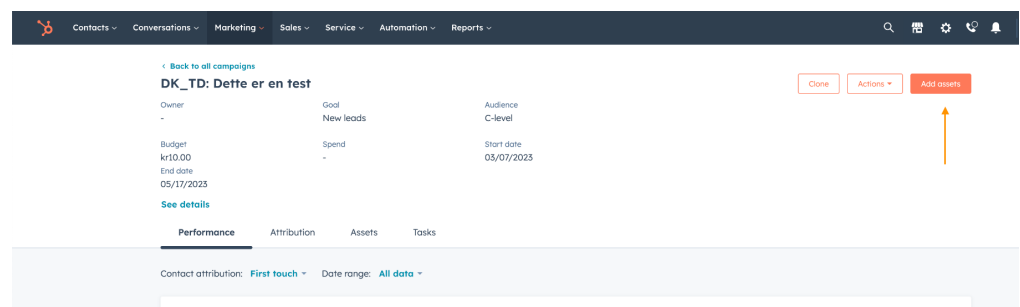 Contacts Conversations Marketing Sales Service Automation Reports
Back to all campaigns
DK_TD: Dette er en test
Clone Actions Add assets
Owner Goal Audience
- New leads C-level
Budget Spend Start date
kr10.00 - 03/07/2023
End date
05/17/2023
See details
Performance Attribution Assets Tasks
Contact attribution: First touch Date range: All data